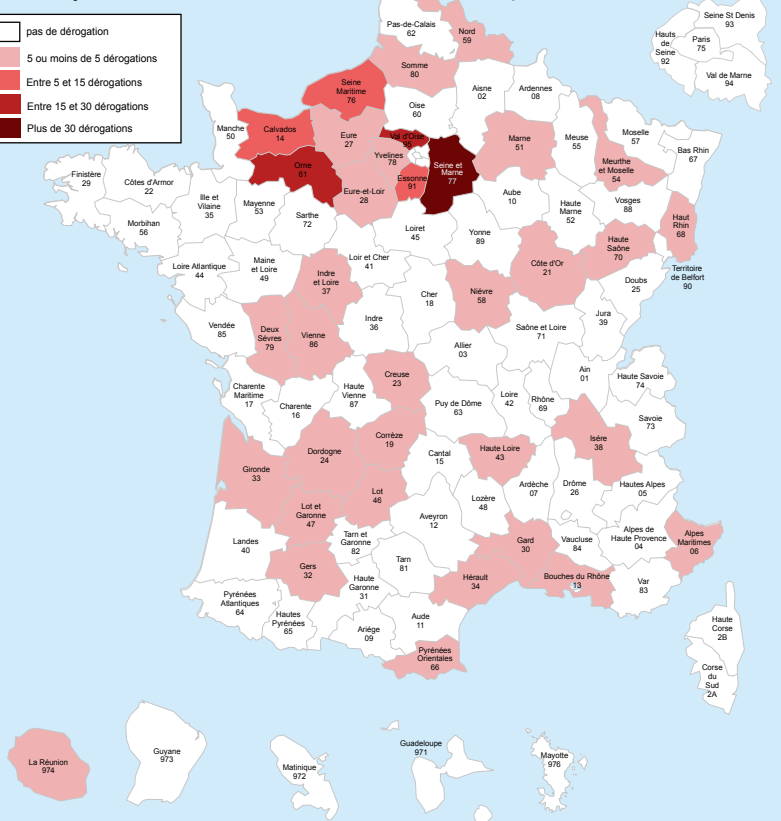 pas de dérogation
5 ou moins de 5 dérogations
Entre 5 et 15 dérogations
Entre 15 et 30 dérogations
Plus de 30 dérogations
Seine St Denis
93
Hauts
de
Seine
92
Paris
75
Val de Marne
94
Pas-de-Calais
62
Nord
59
Somme
80
Seine
Maritime
76
Oise
60
Aisne
02
Ardennes
08
Manche
50
Calvados
14
Eure
27
Val d'Oise
95
Yvelines
78
Essonne
91
Seine et
Marne
77
Marne
51
Meuse
55
Moselle
57
Meurthe
et Moselle
54
Bas Rhin
67
Finistère
29
Côtes d'Armor
22
Morbihan
56
Ille et
Vilaine
35
Mayenne
53
Orne
61
Eure-et-Loir
28
Sarthe
72
Loiret
45
Yonne
89
Aube
10
Haute
Marne
52
Vosges
88
Haut
Rhin
68
Haute
Saône
70
Territoire
de Belfort
90
Loire Atlantique
44
Maine
et Loire
49
Indre
et Loire
37
Loir et Cher
41
Cher
18
Nièvre
58
Côte d'Or
21
Doubs
25
Jura
39
Vendée
85
Deux
Sèvres
79
Vienne
86
Indre
36
Allier
03
Saône et Loire
71
Ain
01
Haute Savoie
74
Charente
Maritime
17
Charente
16
Haute
Vienne
87
Creuse
23
Puy de Dôme
63
Loire
42
Rhône
69
Savoie
73
Isére
38
Gironde
33
Dordogne
24
Corrèze
19
Cantal
15
Haute Loire
43
Ardèche
07
Drôme
26
Hautes Alpes
05
Lot et
Garonne
47
Lot
46
Aveyron
12
Lozère
48
Landes
40
Tarn et
Garonne
82
Gers
32
Tarn
81
Gard
30
Vaucluse
84
Alpes de
Haute Provence
04
Alpes
Maritimes
06
Hérault
34
Bouches du Rhône
13
Var
83
Pyrénées
Atlantiques
64
Hautes
Pyrénées
65
Haute
Garonne
31
Ariége
09
Aude
11
Pyrénées
Orientales
66
Haute
Corse
2B
Corse
du
Sud
2A
La Réunion
974
Guyane
973
Matinique
972
Guadeloupe
971
Mayotte
976